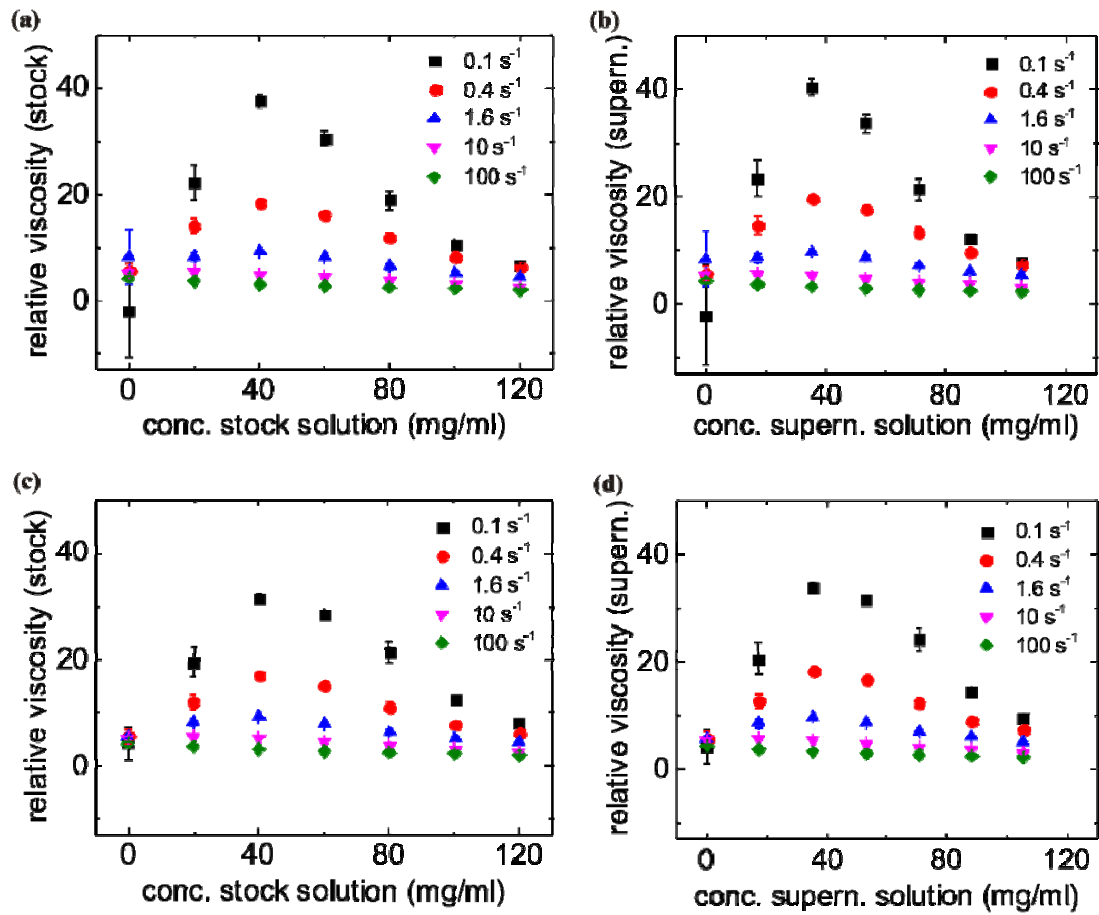 (a)
relative viscosity (stock)
40
20
0
0.1 s⁻¹
0.4 s⁻¹
1.6 s⁻¹
10 s⁻¹
100 s⁻¹
0 40 80 120
conc. stock solution (mg/ml)
(b)
relative viscosity (supern.)
40
20
0
0.1 s⁻¹
0.4 s⁻¹
1.6 s⁻¹
10 s⁻¹
100 s⁻¹
0 40 80 120
conc. supern. solution (mg/ml)
(c)
relative viscosity (stock)
40
20
0
0.1 s⁻¹
0.4 s⁻¹
1.6 s⁻¹
10 s⁻¹
100 s⁻¹
0 40 80 120
conc. stock solution (mg/ml)
(d)
relative viscosity (supern.)
40
20
0
0.1 s⁻¹
0.4 s⁻¹
1.6 s⁻¹
10 s⁻¹
100 s⁻¹
0 40 80 120
conc. supern. solution (mg/ml)